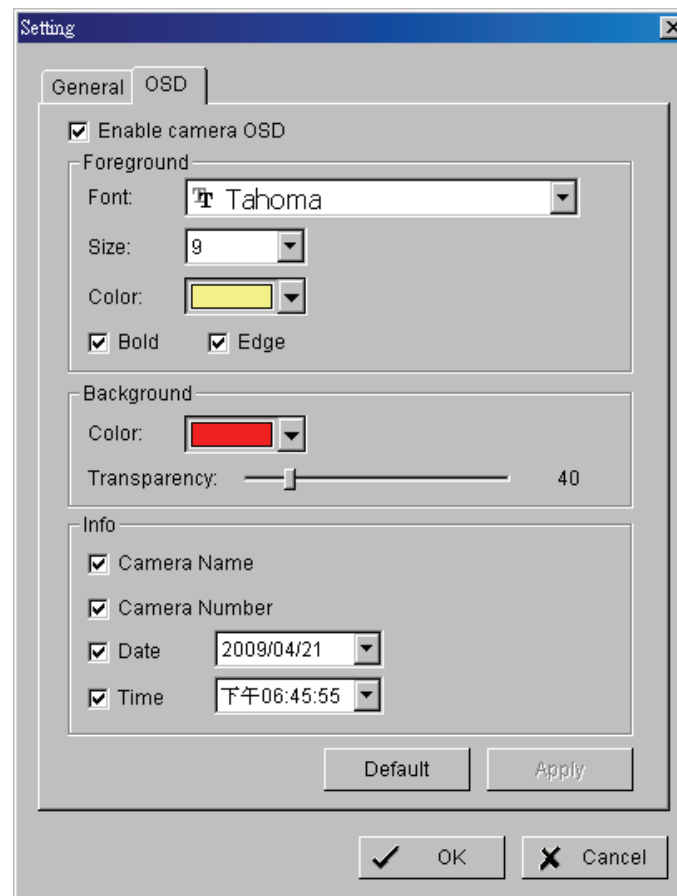 Setting
General OSD
Enable camera OSD
Foreground
Font: Tahoma
Size: 9
Color:
Bold Edge
Background
Color:
Transparency: 40
Info
Camera Name
Camera Number
Date 2009/04/21
Time 下午06:45:55
Default Apply
OK Cancel